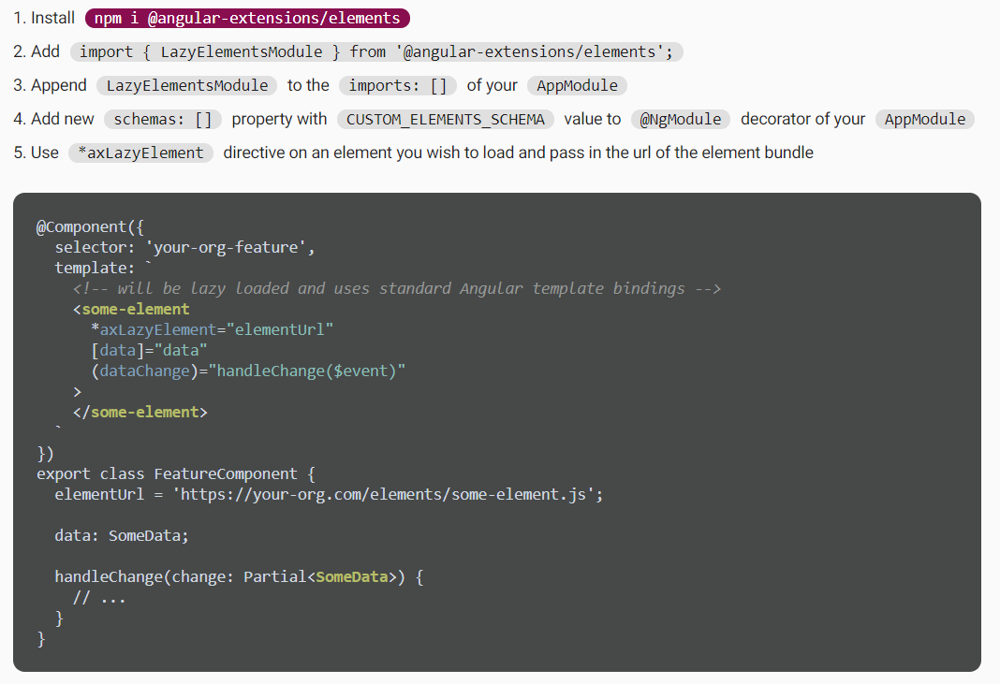 1. Install npm i @angular-extensions/elements
2. Add import { LazyElementsModule } from '@angular-extensions/elements';
3. Append LazyElementsModule to the imports: [] of your AppModule
4. Add new schemas: [] property with CUSTOM_ELEMENTS_SCHEMA value to @NgModule decorator of your AppModule
5. Use *axLazyElement directive on an element you wish to load and pass in the url of the element bundle
@Component({
  selector: 'your-org-feature',
  template: `
    <!-- will be lazy loaded and uses standard Angular template bindings -->
    <some-element
      *axLazyElement="elementUrl"
      [data]="data"
      (dataChange)="handleChange($event)"
    >
    </some-element>
  `
})
export class FeatureComponent {
  elementUrl = 'https://your-org.com/elements/some-element.js';

  data: SomeData;

  handleChange(change: Partial<SomeData>) {
    // ...
  }
}